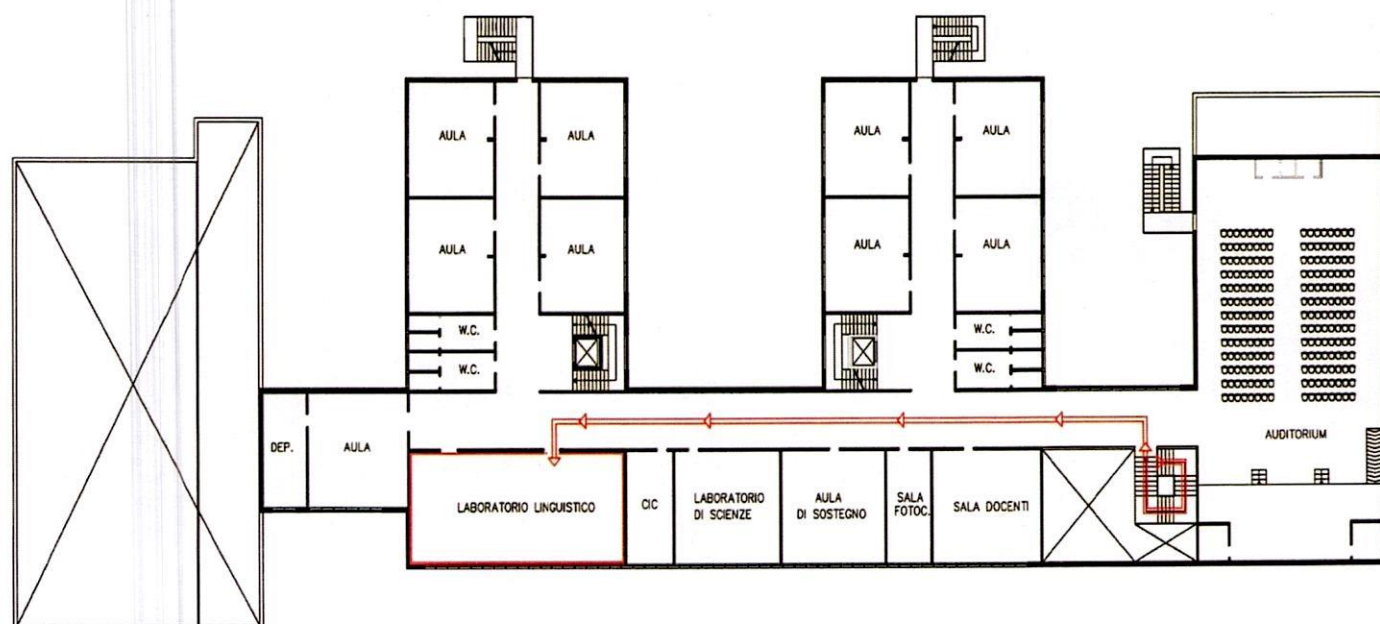 AULA
AULA
AULA
AULA
AULA
AULA
AULA
AULA
W.C.
W.C.
W.C.
W.C.
AUDITORIUM
DEP.
AULA
LABORATORIO LINGUISTICO
CIC
LABORATORIO
DI SCIENZE
AULA
DI SOSTEGNO
SALA
FOTOC.
SALA DOCENTI